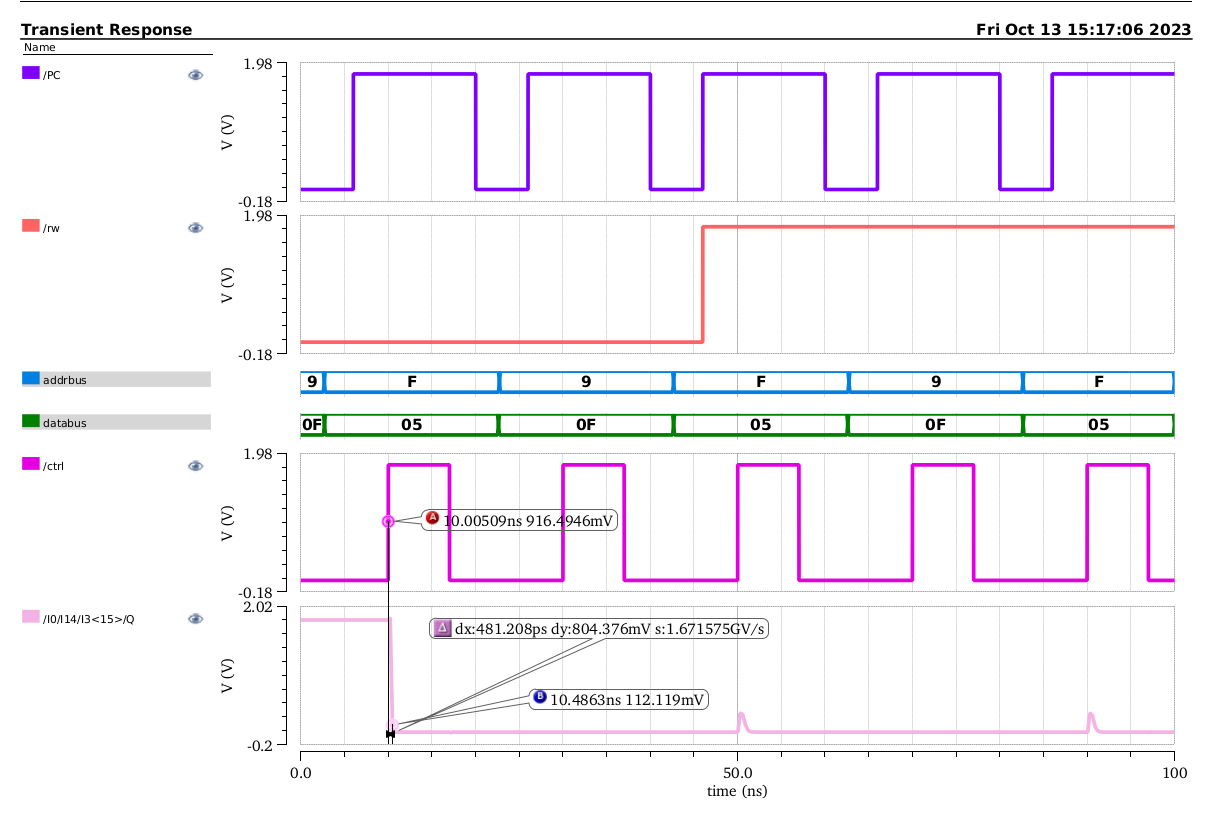 Transient Response Fri Oct 13 15:17:06 2023
Name
/PC
1.98
V (V)
-0.18
/rw
1.98
V (V)
-0.18
addrbus 9 F 9 F 9 F
databus 0F 05 0F 05 0F 05
/ctrl
1.98
V (V)
-0.18
A 10.00509ns 916.4946mV
/I0/I14/I3<15>/Q
2.02
V (V)
-0.2
Δ dx:481.208ps dy:804.376mV s:1.671575GV/s
B 10.4863ns 112.119mV
0.0 50.0 100
time (ns)